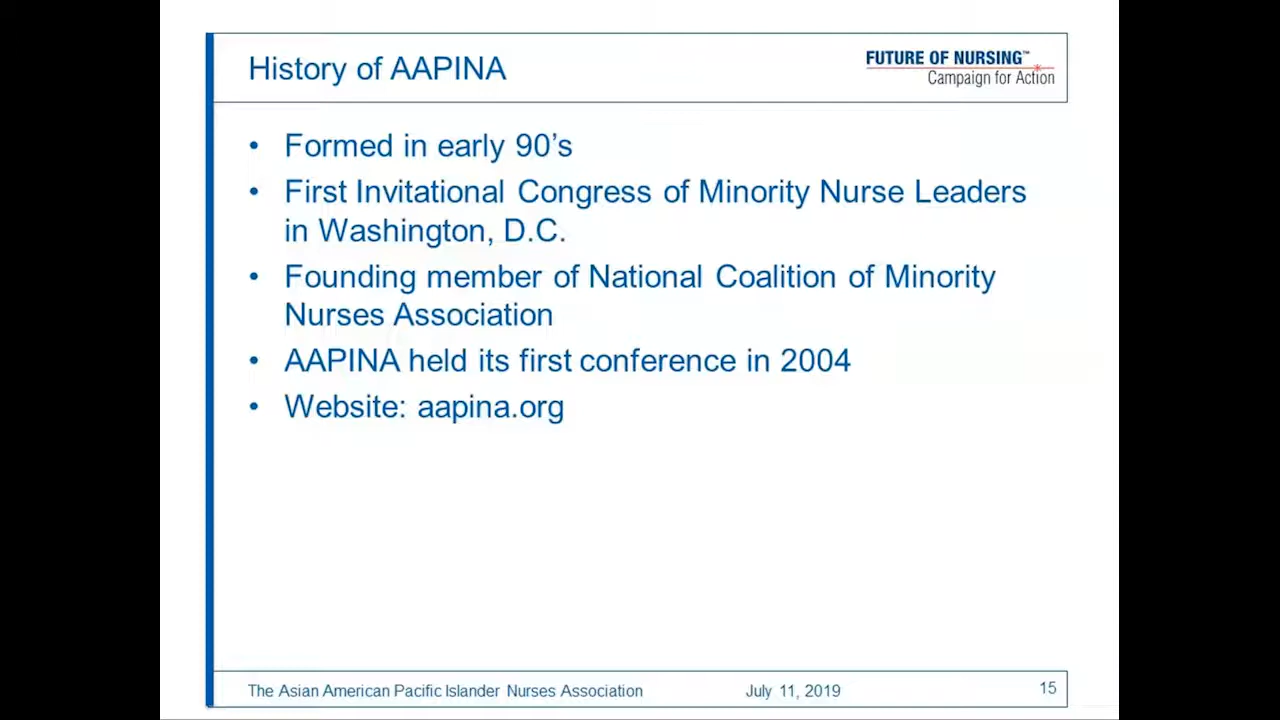 History of AAPINA
FUTURE OF NURSING™
Campaign for Action
• Formed in early 90’s
• First Invitational Congress of Minority Nurse Leaders
in Washington, D.C.
• Founding member of National Coalition of Minority
Nurses Association
• AAPINA held its first conference in 2004
• Website: aapina.org
The Asian American Pacific Islander Nurses Association July 11, 2019 15